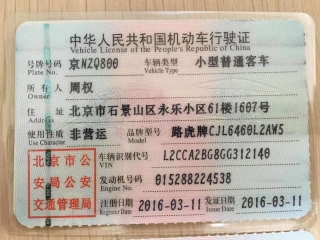 中华人民共和国机动车行驶证
Vehicle License of the People's Republic of China
号牌号码 京NZQ800 车辆类型 小型普通客车
Plate No. Vehicle Type
所有人 周权
Owner
住址 北京市石景山区永乐小区61楼1607号
Address
使用性质 非营运 品牌型号 路虎牌CJL6460L2AW5
Use Character Model
北京市公
安局公安
交通管理局
车辆识别代号 L2CCA2BG8GG312140
VIN
发动机号码 015288224538
Engine No.
注册日期 2016-03-11 发证日期 2016-03-11
Register Date Issue Date